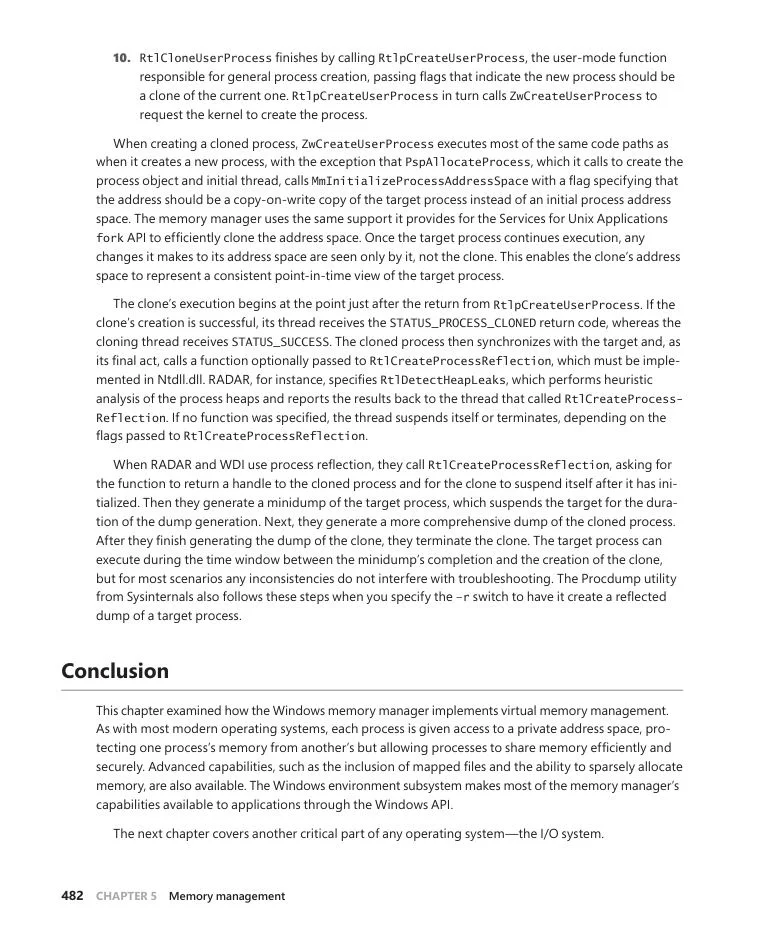 10. RtlCloneUserProcess finishes by calling RtlpCreateUserProcess, the user-mode function
responsible for general process creation, passing flags that indicate the new process should be
a clone of the current one. RtlpCreateUserProcess in turn calls ZwCreateUserProcess to
request the kernel to create the process.
When creating a cloned process, ZwCreateUserProcess executes most of the same code paths as
when it creates a new process, with the exception that PspAllocateProcess, which it calls to create the
process object and initial thread, calls MmInitializeProcessAddressSpace with a flag specifying that
the address should be a copy-on-write copy of the target process instead of an initial process address
space. The memory manager uses the same support it provides for the Services for Unix Applications
fork API to efficiently clone the address space. Once the target process continues execution, any
changes it makes to its address space are seen only by it, not the clone. This enables the clone’s address
space to represent a consistent point-in-time view of the target process.
The clone’s execution begins at the point just after the return from RtlpCreateUserProcess. If the
clone’s creation is successful, its thread receives the STATUS_PROCESS_CLONED return code, whereas the
cloning thread receives STATUS_SUCCESS. The cloned process then synchronizes with the target and, as
its final act, calls a function optionally passed to RtlCreateProcessReflection, which must be imple-
mented in Ntdll.dll. RADAR, for instance, specifies RtlDetectHeapLeaks, which performs heuristic
analysis of the process heaps and reports the results back to the thread that called RtlCreateProcess-
Reflection. If no function was specified, the thread suspends itself or terminates, depending on the
flags passed to RtlCreateProcessReflection.
When RADAR and WDI use process reflection, they call RtlCreateProcessReflection, asking for
the function to return a handle to the cloned process and for the clone to suspend itself after it has ini-
tialized. Then they generate a minidump of the target process, which suspends the target for the dura-
tion of the dump generation. Next, they generate a more comprehensive dump of the cloned process.
After they finish generating the dump of the clone, they terminate the clone. The target process can
execute during the time window between the minidump’s completion and the creation of the clone,
but for most scenarios any inconsistencies do not interfere with troubleshooting. The Procdump utility
from Sysinternals also follows these steps when you specify the –r switch to have it create a reflected
dump of a target process.
Conclusion
This chapter examined how the Windows memory manager implements virtual memory management.
As with most modern operating systems, each process is given access to a private address space, pro-
tecting one process’s memory from another’s but allowing processes to share memory efficiently and
securely. Advanced capabilities, such as the inclusion of mapped files and the ability to sparsely allocate
memory, are also available. The Windows environment subsystem makes most of the memory manager’s
capabilities available to applications through the Windows API.
The next chapter covers another critical part of any operating system—the I/O system.
482 CHAPTER 5 Memory management